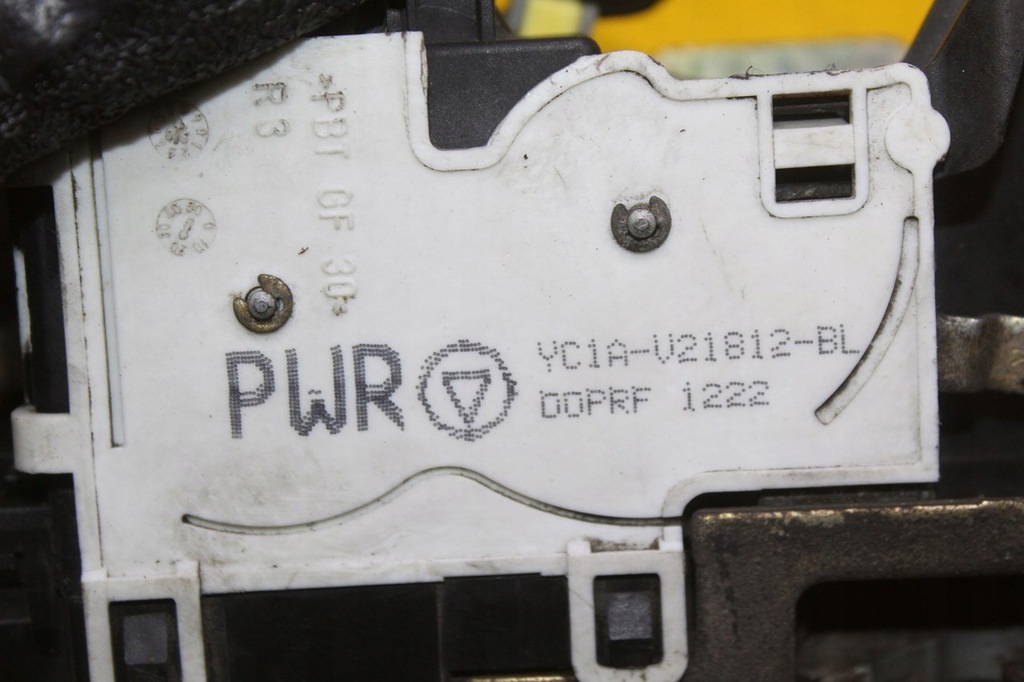 >PBT GF 30<
R3
PWR
YC1A-V21812-BL
DOPRF 1222